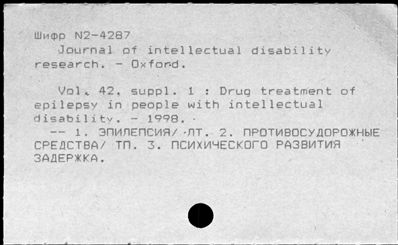 Шифр N2-4287
Journal of intellectual disability
research. - Oxford.
Vol. 42, suppl. 1 : Drug treatment of
epilepsy in people with intellectual
disability. - 1998.
-- 1. ЭПИЛЕПСИЯ/ ЛТ. 2. ПРОТИВОСУДОРОЖНЫЕ
СРЕДСТВА/ ТП. 3. ПСИХИЧЕСКОГО РАЗВИТИЯ
ЗАДЕРЖКА.